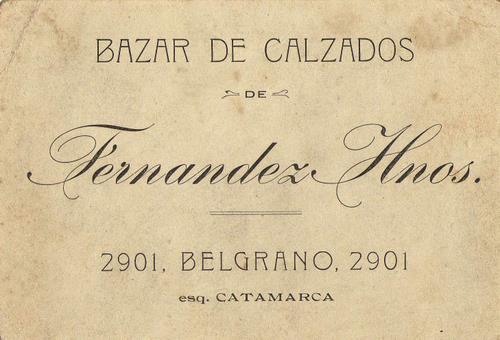 BAZAR DE CALZADOS
DE
Fernandez Hnos.
2901, BELGRANO, 2901
esq. CATAMARCA